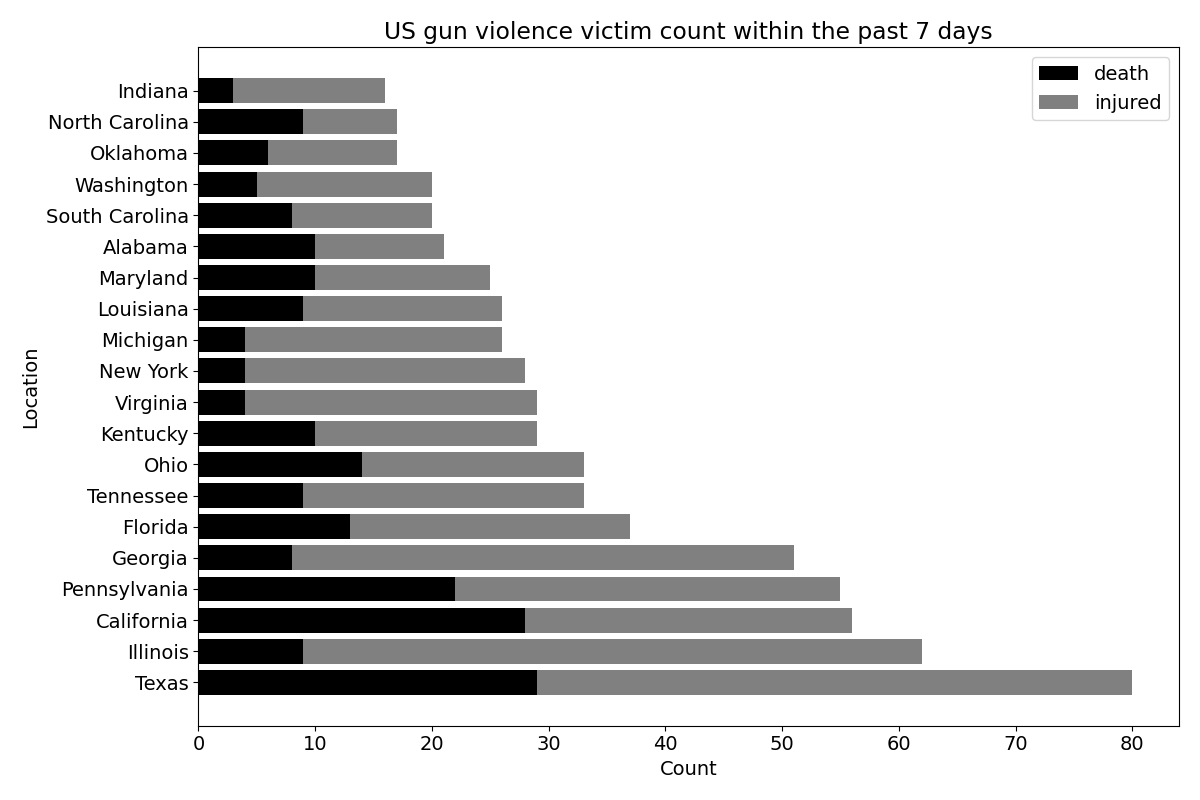 US gun violence victim count within the past 7 days
death
injured
Indiana
North Carolina
Oklahoma
Washington
South Carolina
Alabama
Maryland
Louisiana
Michigan
New York
Virginia
Kentucky
Ohio
Tennessee
Florida
Georgia
Pennsylvania
California
Illinois
Texas
Location
0 10 20 30 40 50 60 70 80
Count